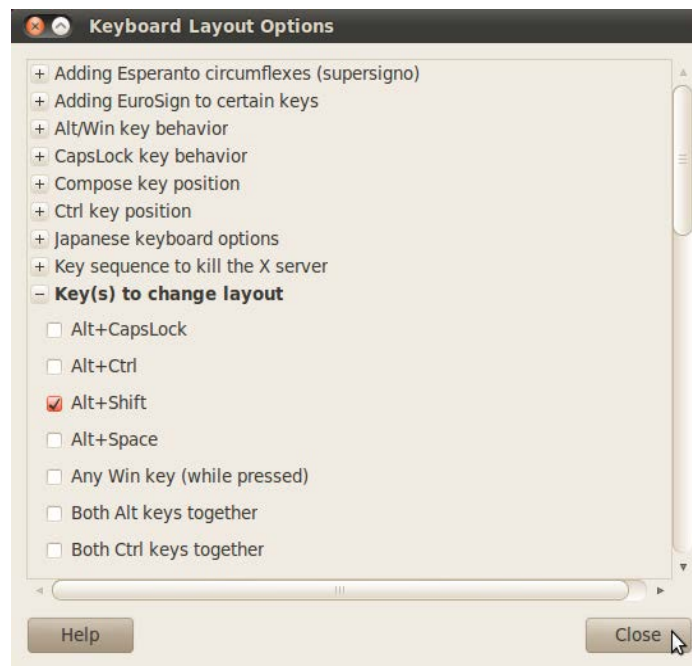 Keyboard Layout Options
Adding Esperanto circumflexes (supersigno)
Adding EuroSign to certain keys
Alt/Win key behavior
CapsLock key behavior
Compose key position
Ctrl key position
Japanese keyboard options
Key sequence to kill the X server
Key(s) to change layout
Alt+CapsLock
Alt+Ctrl
Alt+Shift
Alt+Space
Any Win key (while pressed)
Both Alt keys together
Both Ctrl keys together
Help Close